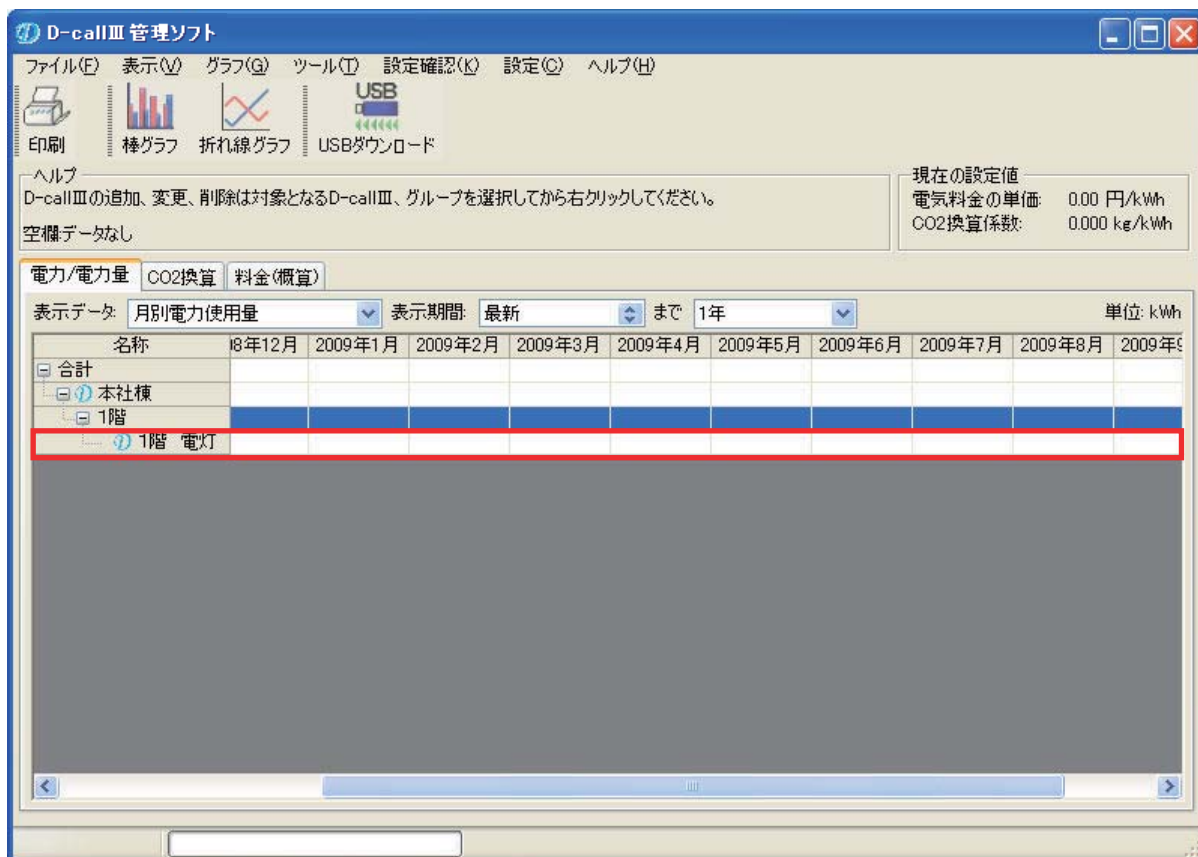 D-callⅢ 管理ソフト
ファイル(F) 表示(V) グラフ(G) ツール(T) 設定確認(K) 設定(C) ヘルプ(H)
USB
印刷 棒グラフ 折れ線グラフ USBダウンロード
ヘルプ
D-callⅢの追加、変更、削除は対象となるD-callⅢ、グループを選択してから右クリックしてください。
空欄:データなし
現在の設定値
電気料金の単価: 0.00 円/kWh
CO2換算係数: 0.000 kg/kWh
電力/電力量 CO2換算 料金(概算)
表示データ: 月別電力使用量 表示期間: 最新 まで 1年 単位: kWh
名称 8年12月 2009年1月 2009年2月 2009年3月 2009年4月 2009年5月 2009年6月 2009年7月 2009年8月 2009年9
合計
本社棟
1階
1階 電灯